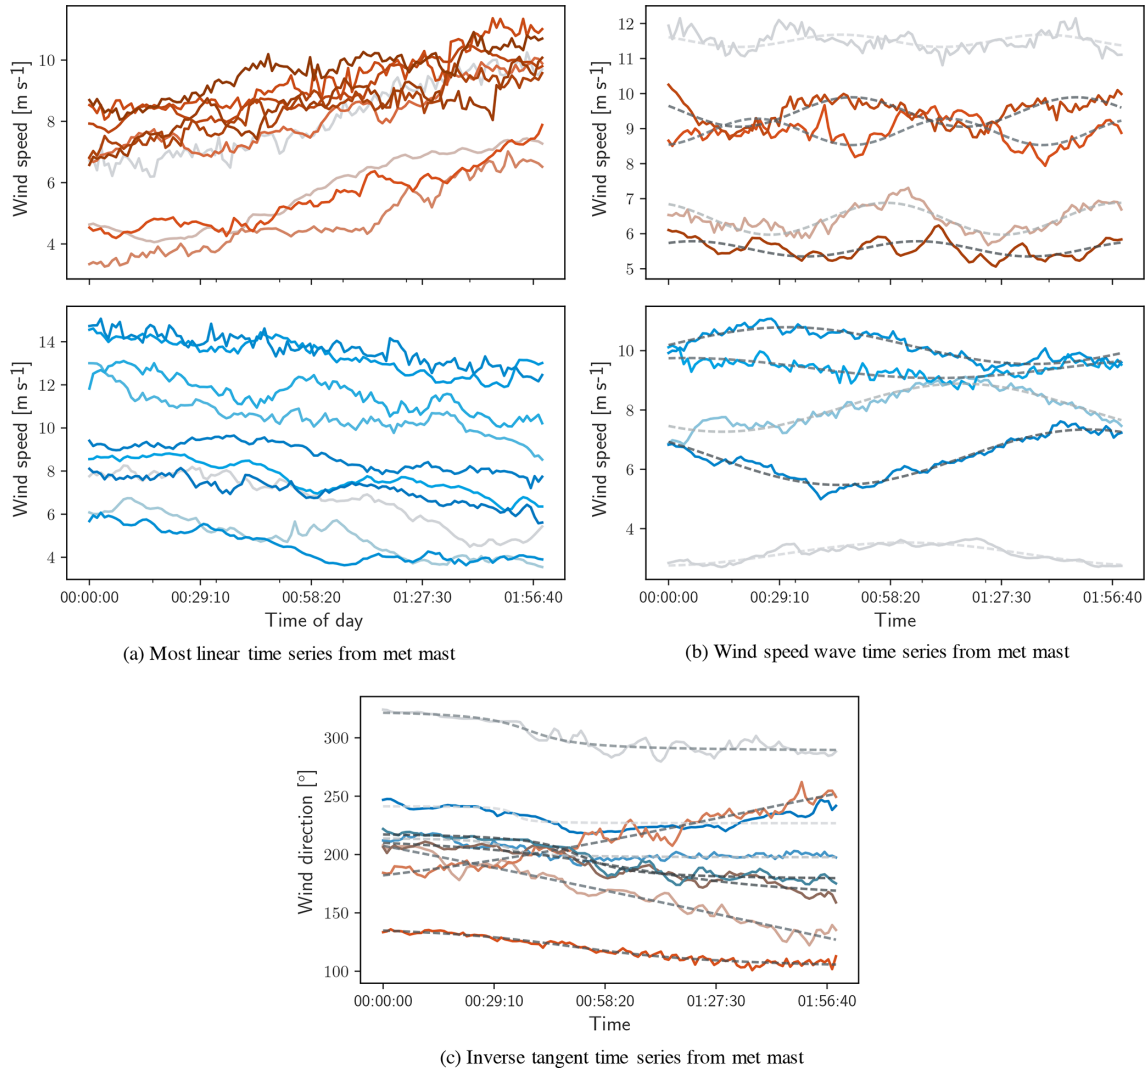 Wind speed [m s⁻¹]
10
8
6
4
Wind speed [m s⁻¹]
12
11
10
9
8
7
6
5
Wind speed [m s⁻¹]
14
12
10
8
6
4
00:00:00 00:29:10 00:58:20 01:27:30 01:56:40
Time of day
(a) Most linear time series from met mast
Wind speed [m s⁻¹]
10
8
6
4
00:00:00 00:29:10 00:58:20 01:27:30 01:56:40
Time
(b) Wind speed wave time series from met mast
Wind direction [°]
300
250
200
150
100
00:00:00 00:29:10 00:58:20 01:27:30 01:56:40
Time
(c) Inverse tangent time series from met mast